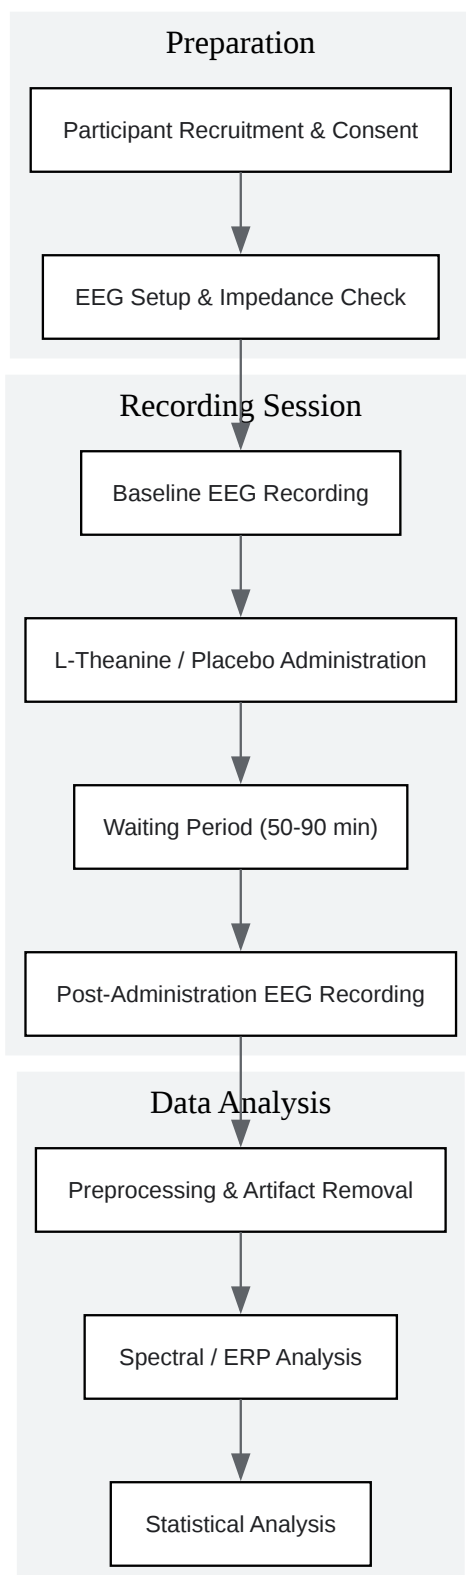 Preparation
Participant Recruitment & Consent
EEG Setup & Impedance Check
Recording Session
Baseline EEG Recording
L-Theanine / Placebo Administration
Waiting Period (50-90 min)
Post-Administration EEG Recording
Data Analysis
Preprocessing & Artifact Removal
Spectral / ERP Analysis
Statistical Analysis